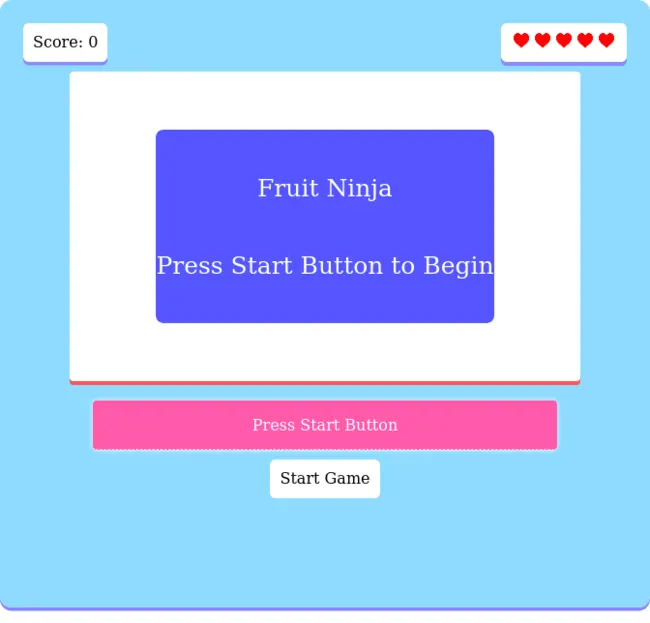 Score: 0
Fruit Ninja
Press Start Button to Begin
Press Start Button
Start Game